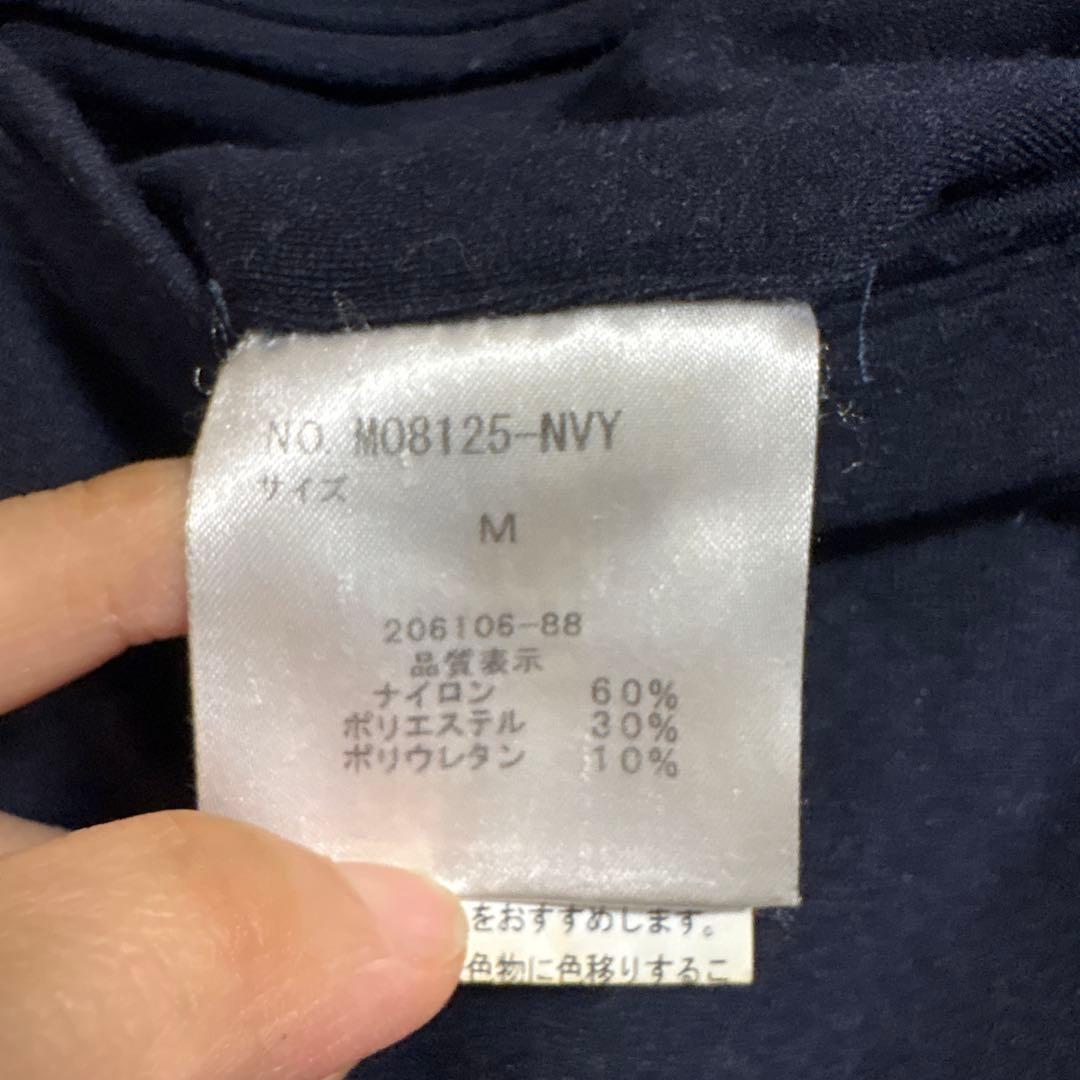 NO. M08125-NVY
サイズ
M
206106-88
品質表示
ナイロン 60%
ポリエステル 30%
ポリウレタン 10%
をおすすめします。
色物に色移りするこ